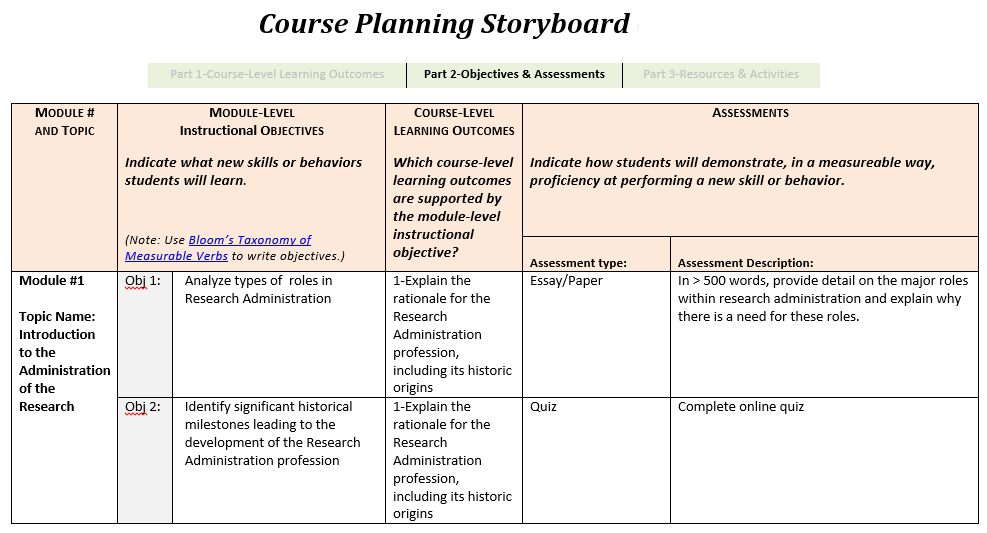 Course Planning Storyboard
Part 1-Course-Level Learning Outcomes
Part 2-Objectives & Assessments
Part 3-Resources & Activities
MODULE #
AND TOPIC
MODULE-LEVEL
Instructional OBJECTIVES
Indicate what new skills or behaviors
students will learn.
(Note: Use Bloom's Taxonomy of
Measurable Verbs to write objectives.)
COURSE-LEVEL
LEARNING OUTCOMES
Which course-level
learning outcomes
are supported by
the module-level
instructional
objective?
ASSESSMENTS
Indicate how students will demonstrate, in a measureable way,
proficiency at performing a new skill or behavior.
Assessment type:
Assessment Description:
Module #1
Topic Name:
Introduction
to the
Administration
of the
Research
Obj 1:
Analyze types of  roles in
Research Administration
1-Explain the
rationale for the
Research
Administration
profession,
including its historic
origins
Essay/Paper
In > 500 words, provide detail on the major roles
within research administration and explain why
there is a need for these roles.
Obj 2:
Identify significant historical
milestones leading to the
development of the Research
Administration profession
1-Explain the
rationale for the
Research
Administration
profession,
including its historic
origins
Quiz
Complete online quiz